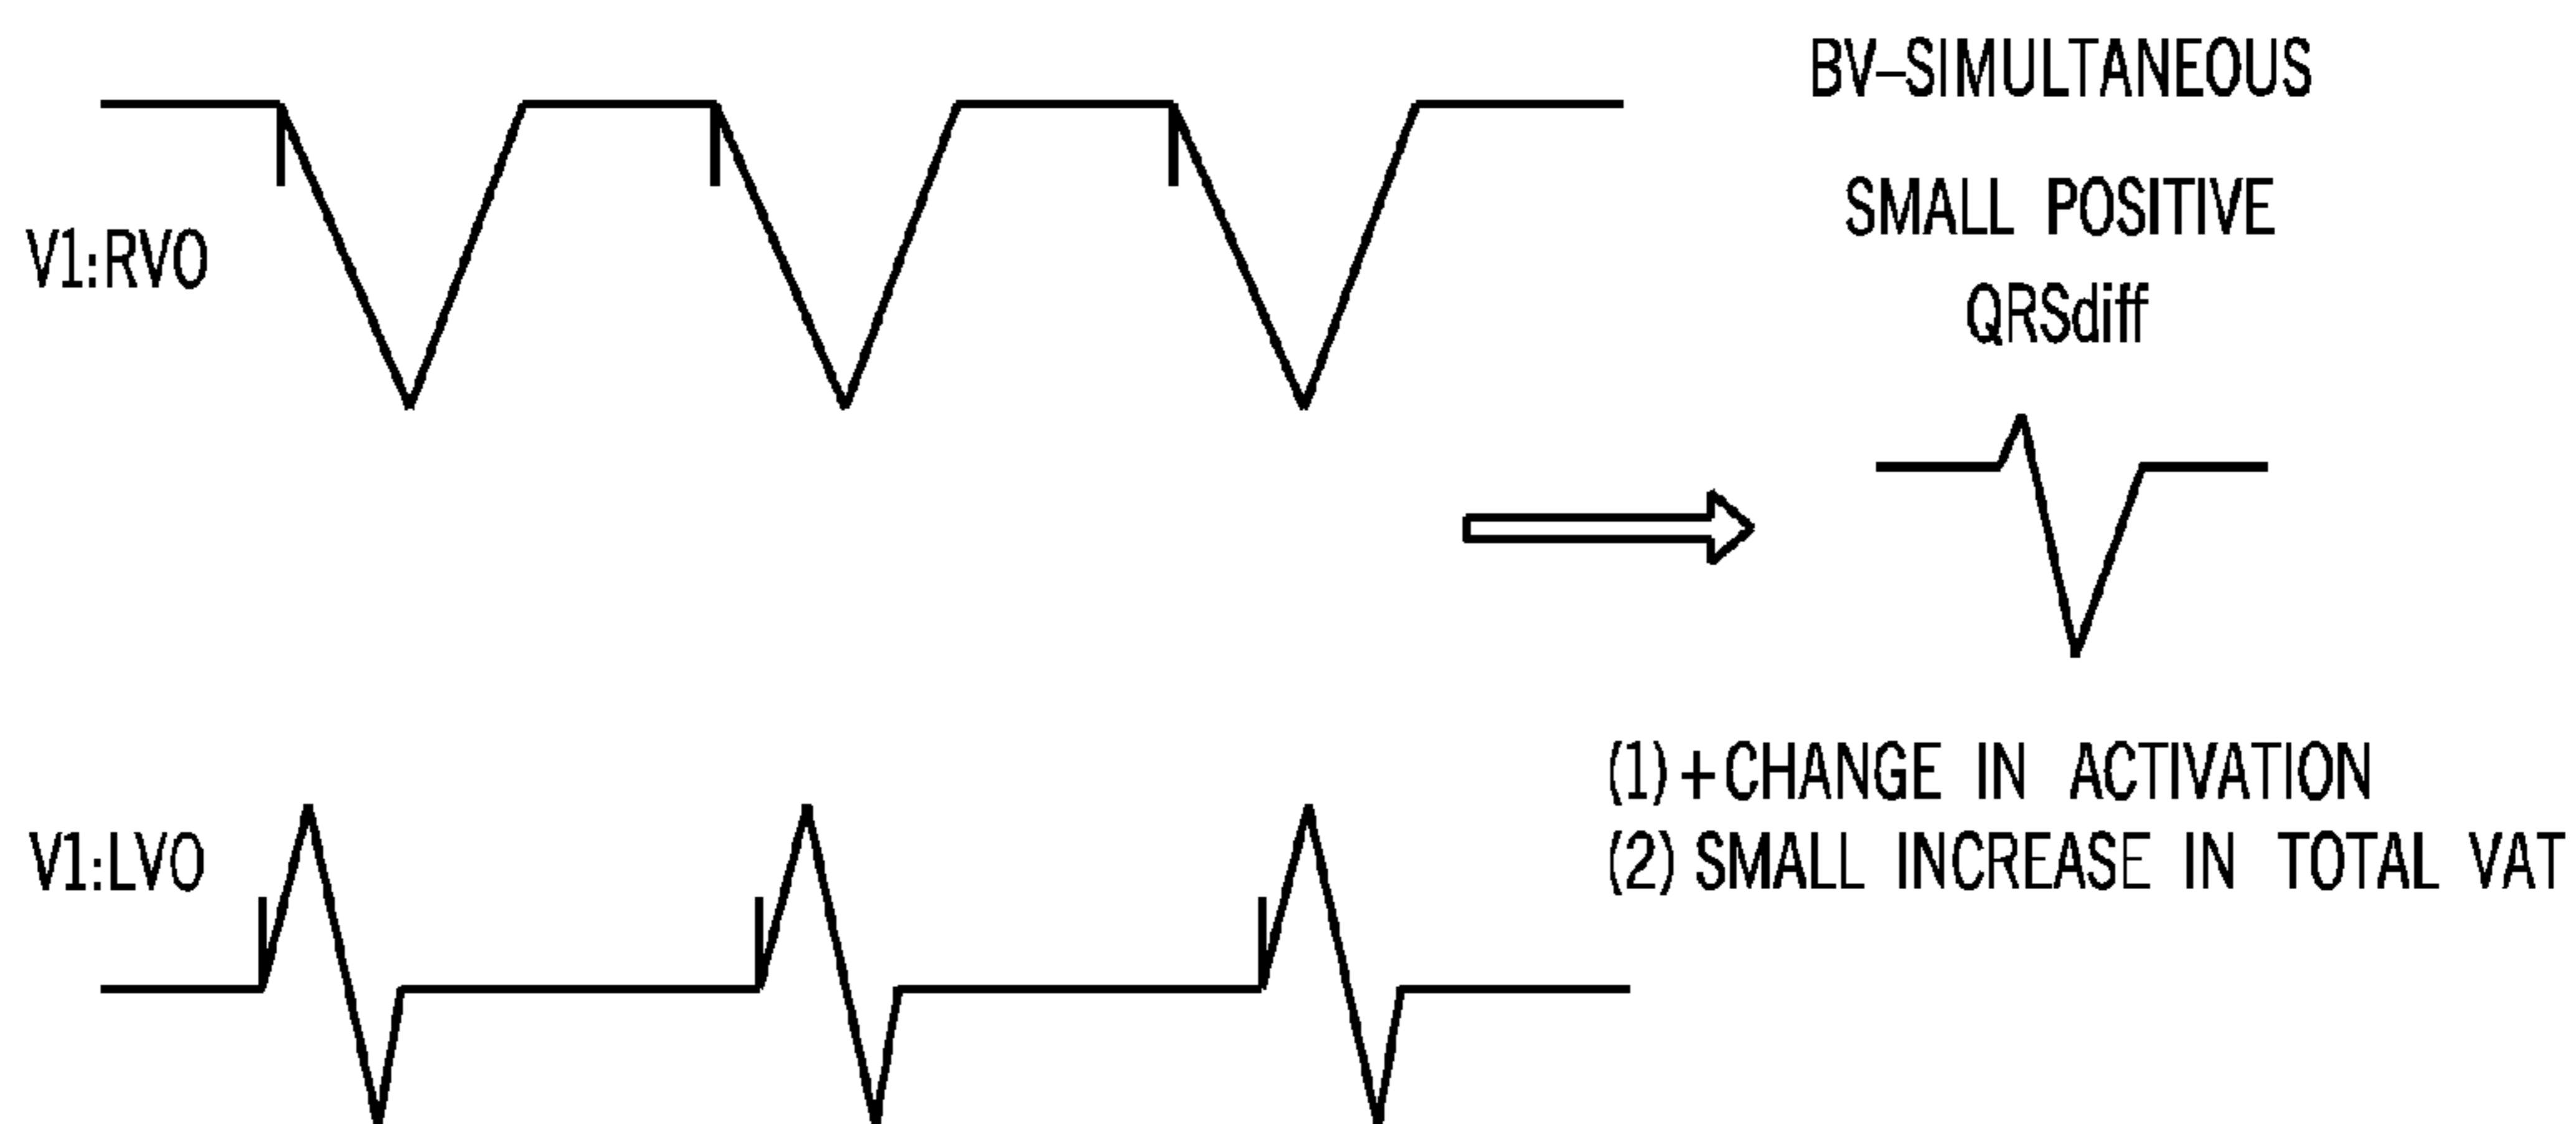 BV–SIMULTANEOUS
SMALL POSITIVE
QRSdiff
V1:RVO
V1:LVO
(1)+CHANGE IN ACTIVATION
(2) SMALL INCREASE IN TOTAL VAT